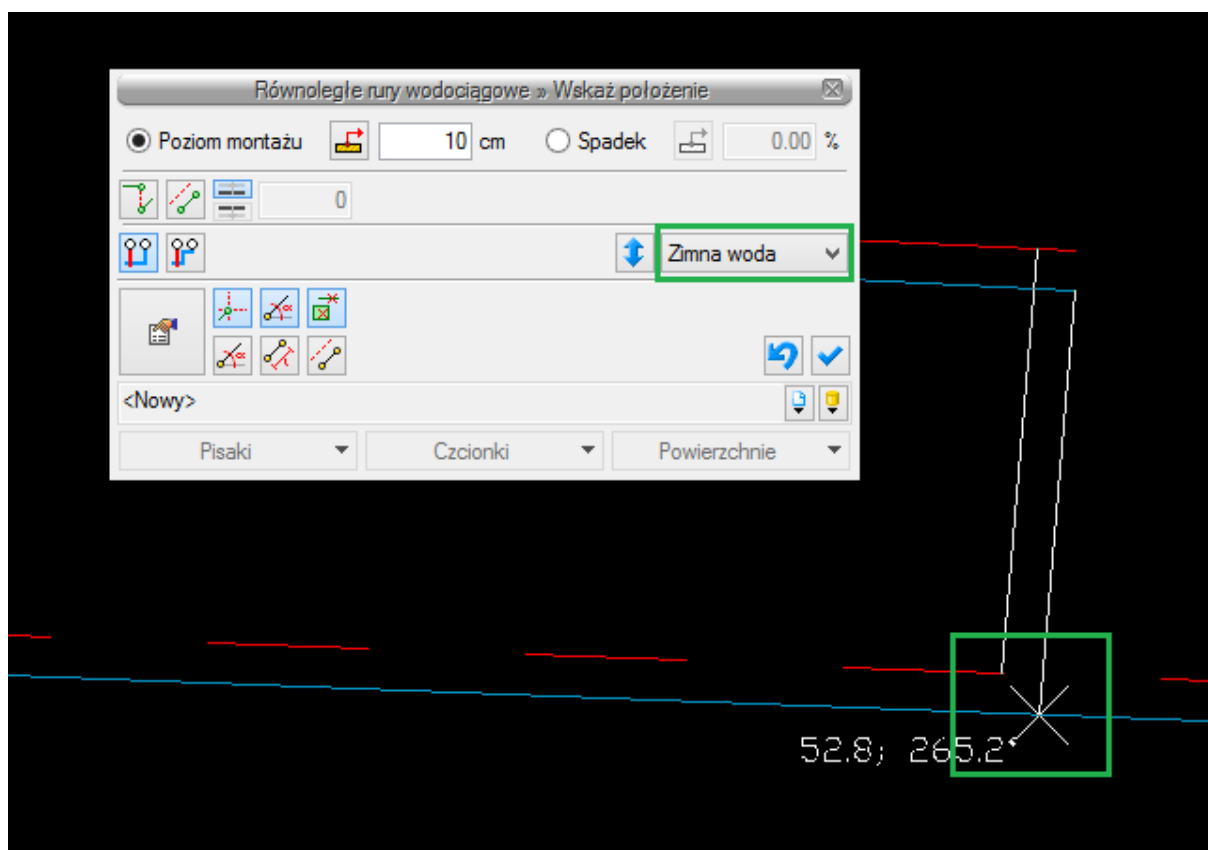 Równoległe rury wodociągowe » Wskaż położenie
Poziom montażu 10 cm Spadek 0.00 %
0
Zimna woda
<Nowy>
Pisaki Czcionki Powierzchnie
52.8; 265.2°